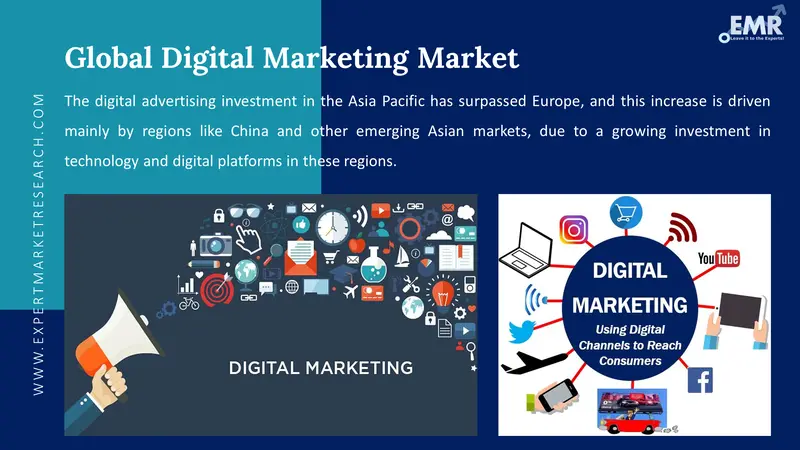 EMR
Leave it to the Experts!
Global Digital Marketing Market
The digital advertising investment in the Asia Pacific has surpassed Europe, and this increase is driven
mainly by regions like China and other emerging Asian markets, due to a growing investment in
technology and digital platforms in these regions.
WWW.EXPERTMARKETRESEARCH.COM
DIGITAL MARKETING
YouTube
DIGITAL
MARKETING
Using Digital
Channels to Reach
Consumers